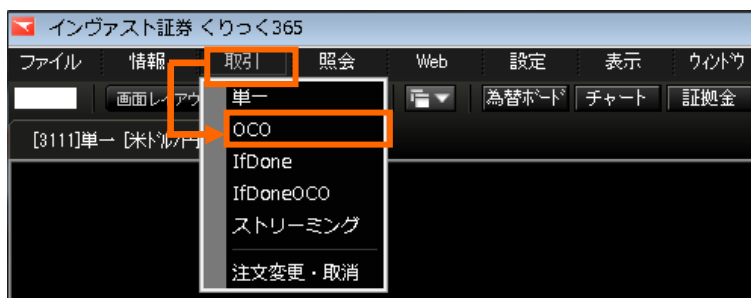 インヴァスト証券 くりっく365
ファイル 情報 取引 照会 Web 設定 表示 ウィンドウ
画面レイアウ 為替ボード チャート 証拠金
[3111]単一 [米ドル/円
単一
OCO
IfDone
IfDoneOCO
ストリーミング
注文変更・取消